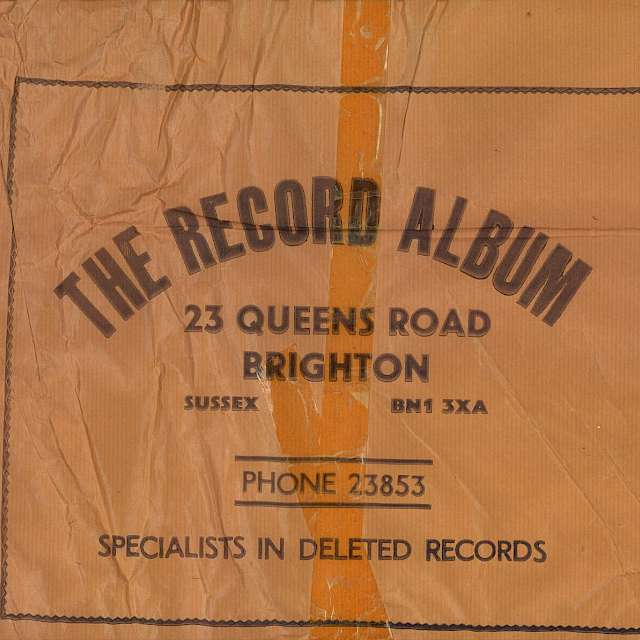 THE RECORD ALBUM
23 QUEENS ROAD
BRIGHTON
SUSSEX BN1 3XA
PHONE 23853
SPECIALISTS IN DELETED RECORDS